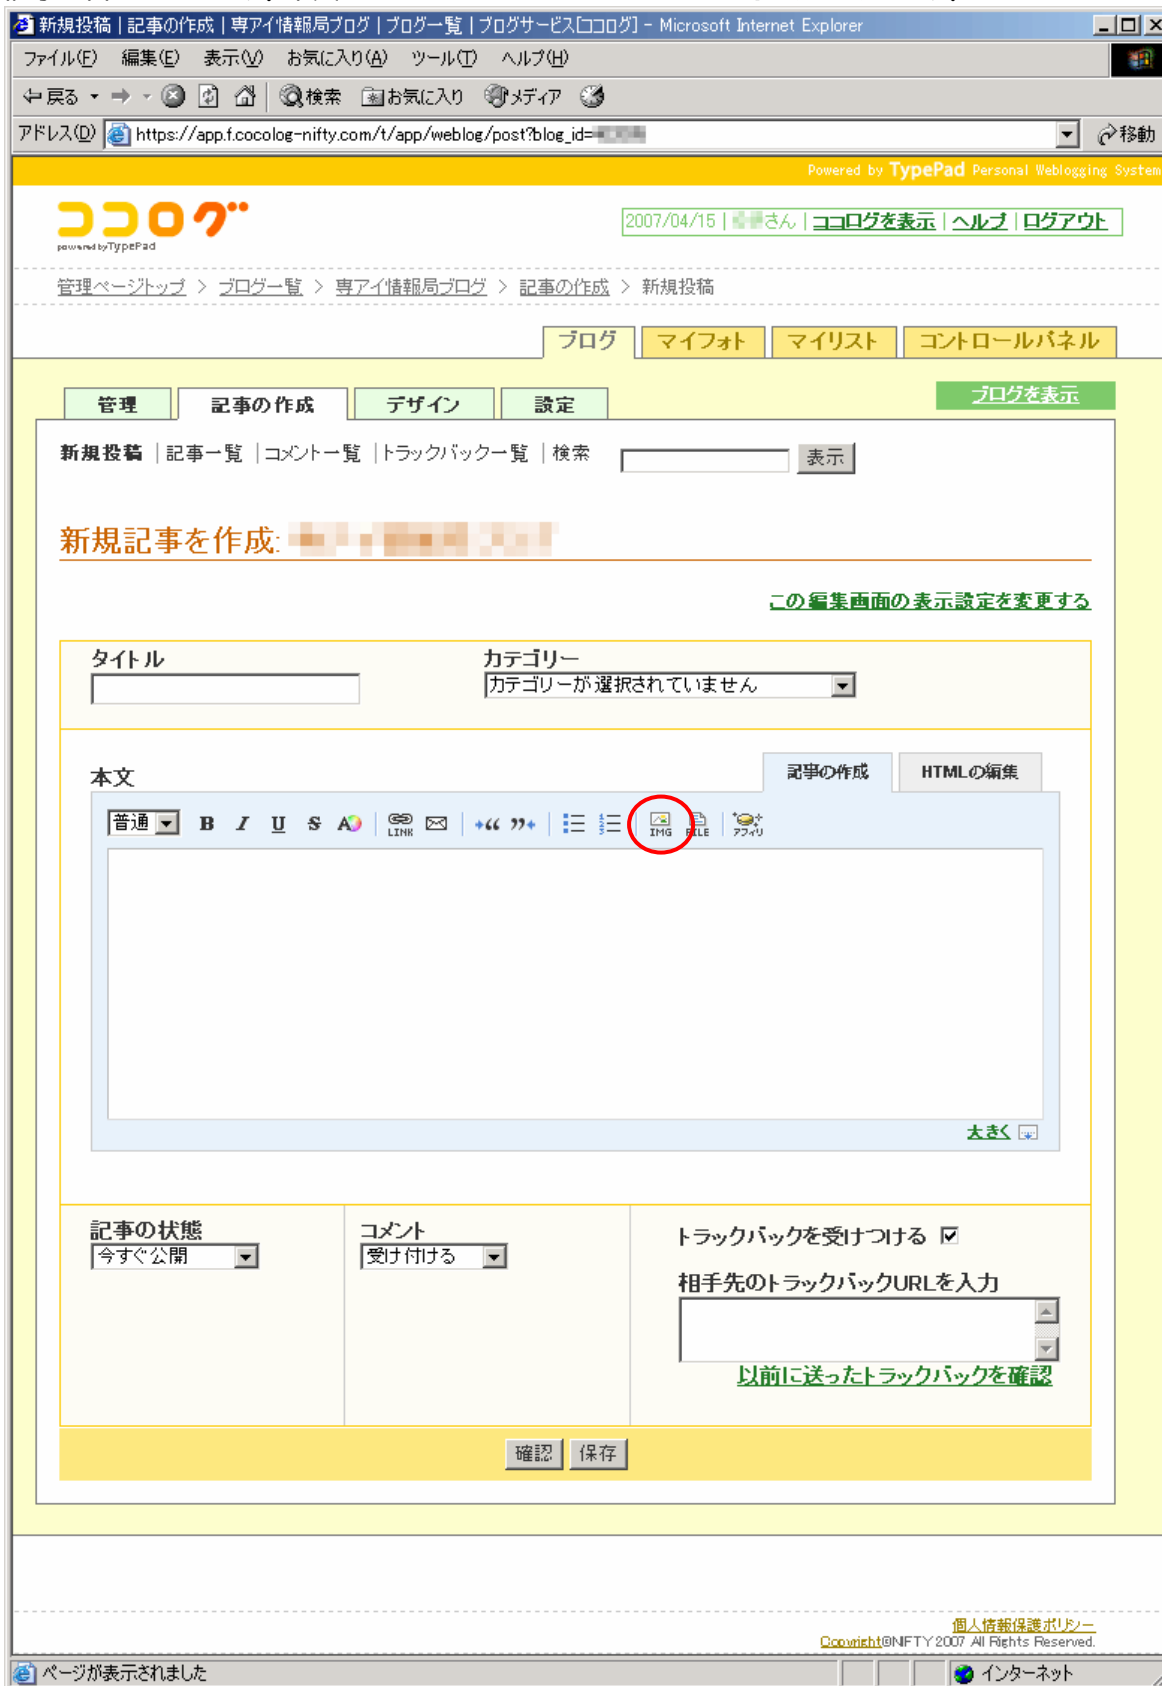 新規投稿 | 記事の作成 | 専アイ情報局ブログ | ブログ一覧 | ブログサービス[ココログ] - Microsoft Internet Explorer
ファイル(F) 編集(E) 表示(V) お気に入り(A) ツール(T) ヘルプ(H)
戻る 検索 お気に入り メディア
アドレス(D) https://app.f.cocolog-nifty.com/t/app/weblog/post?blog_id= 移動
Powered by TypePad Personal Weblogging System
ココログ
powered by TypePad
2007/04/15 | さん | ココログを表示 | ヘルプ | ログアウト
管理ページトップ > ブログ一覧 > 専アイ情報局ブログ > 記事の作成 > 新規投稿
ブログ マイフォト マイリスト コントロールパネル
ブログを表示
管理 記事の作成 デザイン 設定
新規投稿 | 記事一覧 | コメント一覧 | トラックバック一覧 | 検索 表示
新規記事を作成:
この編集画面の表示設定を変更する
タイトル カテゴリー
カテゴリーが選択されていません
本文 記事の作成 HTMLの編集
普通 B I U S A LINK “ ” IMG FILE アフィリ
大きく
記事の状態 コメント トラックバックを受けつける
今すぐ公開 受け付ける
相手先のトラックバックURLを入力
以前に送ったトラックバックを確認
確認 保存
個人情報保護ポリシー
Copyright©NIFTY 2007 All Rights Reserved.
ページが表示されました インターネット